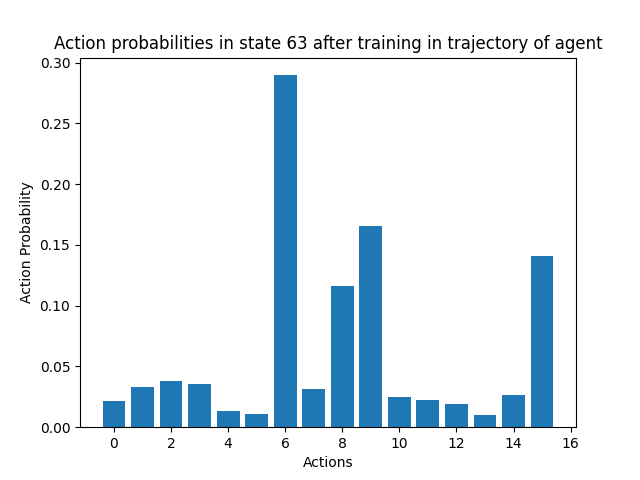 Action probabilities in state 63 after training in trajectory of agent
0.30
0.25
0.20
0.15
0.10
0.05
0.00
Action Probability
0 2 4 6 8 10 12 14 16
Actions